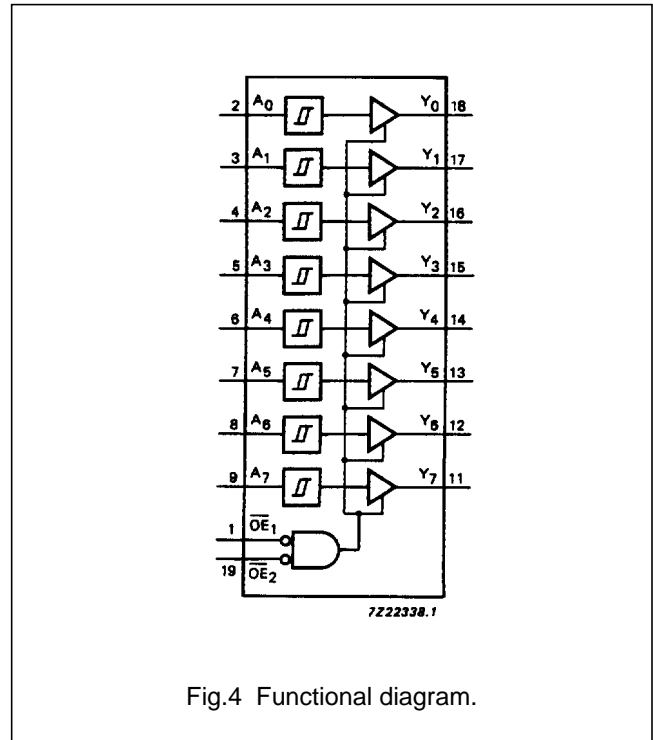 2 A0 Y0 18
3 A1 Y1 17
4 A2 Y2 16
5 A3 Y3 15
6 A4 Y4 14
7 A5 Y5 13
8 A6 Y6 12
9 A7 Y7 11
1 OE1
19 OE2
7Z22338.1
Fig.4 Functional diagram.